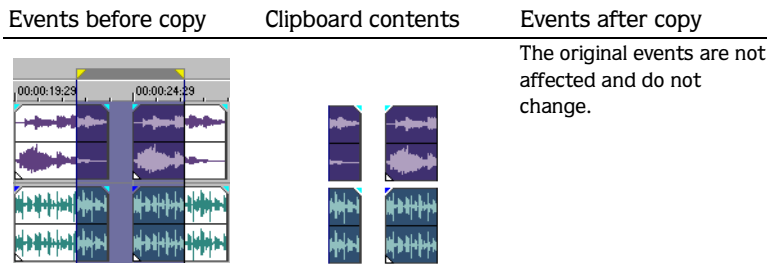 Events before copy Clipboard contents Events after copy
The original events are not
affected and do not
change.
00:00:19:29 00:00:24:29